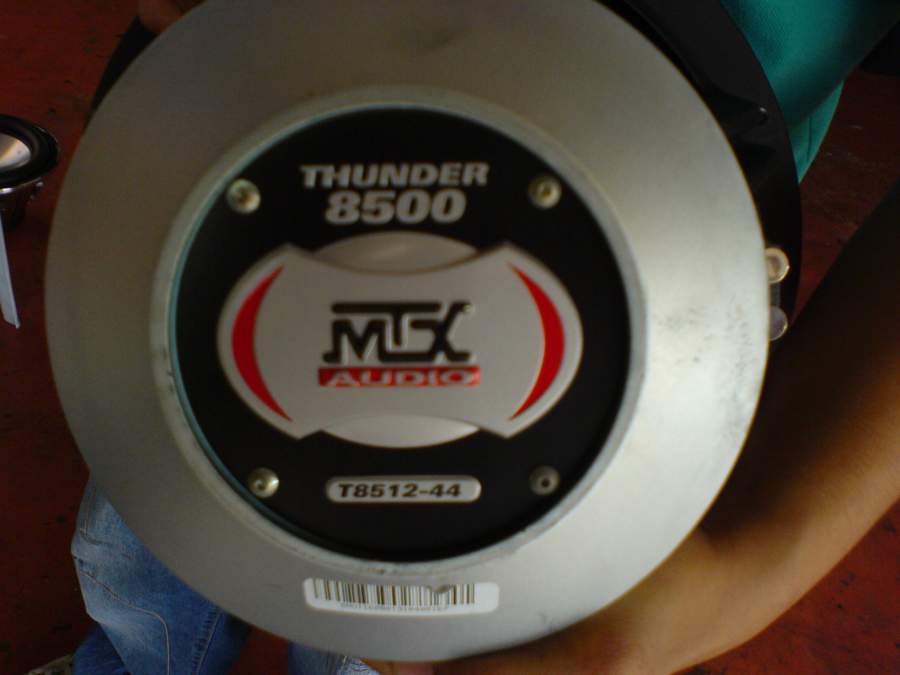 THUNDER
8500
MTX
AUDIO
T8512-44